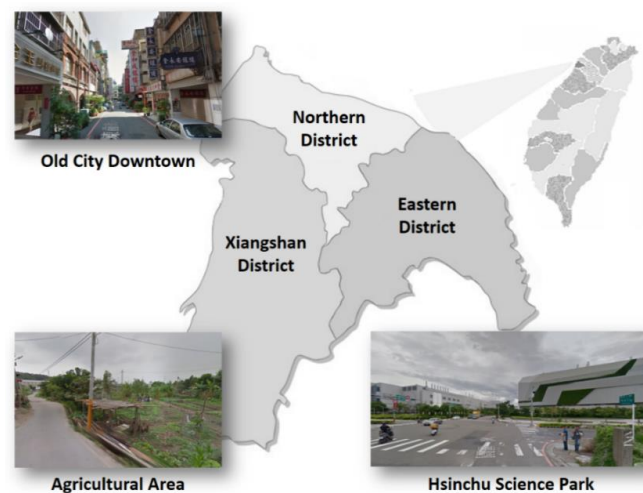 Old City Downtown
Northern
District
Eastern
District
Xiangshan
District
Agricultural Area
Hsinchu Science Park